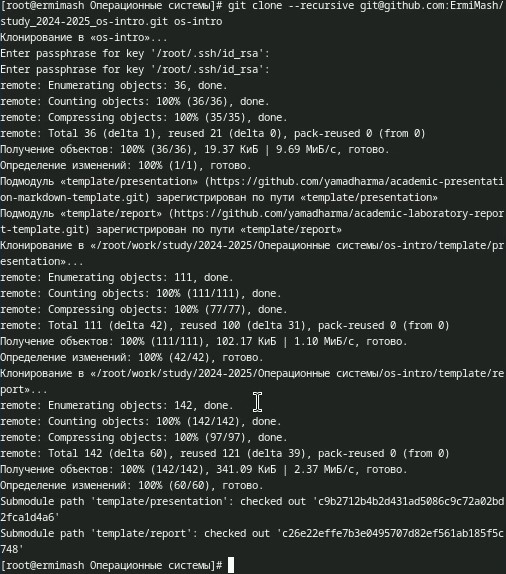 [root@ermimash Операционные системы]# git clone --recursive git@github.com:ErmiMash/
study_2024-2025_os-intro.git os-intro
Клонирование в «os-intro»...
Enter passphrase for key '/root/.ssh/id_rsa':
Enter passphrase for key '/root/.ssh/id_rsa':
remote: Enumerating objects: 36, done.
remote: Counting objects: 100% (36/36), done.
remote: Compressing objects: 100% (35/35), done.
remote: Total 36 (delta 1), reused 21 (delta 0), pack-reused 0 (from 0)
Получение объектов: 100% (36/36), 19.37 КиБ | 9.69 МиБ/с, готово.
Определение изменений: 100% (1/1), готово.
Подмодуль «template/presentation» (https://github.com/yamadharma/academic-presentati
on-markdown-template.git) зарегистрирован по пути «template/presentation»
Подмодуль «template/report» (https://github.com/yamadharma/academic-laboratory-repor
t-template.git) зарегистрирован по пути «template/report»
Клонирование в «/root/work/study/2024-2025/Операционные системы/os-intro/template/pr
esentation»...
remote: Enumerating objects: 111, done.
remote: Counting objects: 100% (111/111), done.
remote: Compressing objects: 100% (77/77), done.
remote: Total 111 (delta 42), reused 100 (delta 31), pack-reused 0 (from 0)
Получение объектов: 100% (111/111), 102.17 КиБ | 1.10 МиБ/с, готово.
Определение изменений: 100% (42/42), готово.
Клонирование в «/root/work/study/2024-2025/Операционные системы/os-intro/template/re
port»...
remote: Enumerating objects: 142, done.
remote: Counting objects: 100% (142/142), done.
remote: Compressing objects: 100% (97/97), done.
remote: Total 142 (delta 60), reused 121 (delta 39), pack-reused 0 (from 0)
Получение объектов: 100% (142/142), 341.09 КиБ | 2.37 МиБ/с, готово.
Определение изменений: 100% (60/60), готово.
Submodule path 'template/presentation': checked out 'c9b2712b4b2d431ad5086c9c72a02bd
2fca1d4a6'
Submodule path 'template/report': checked out 'c26e22effe7b3e0495707d82ef561ab185f5c
748'
[root@ermimash Операционные системы]#